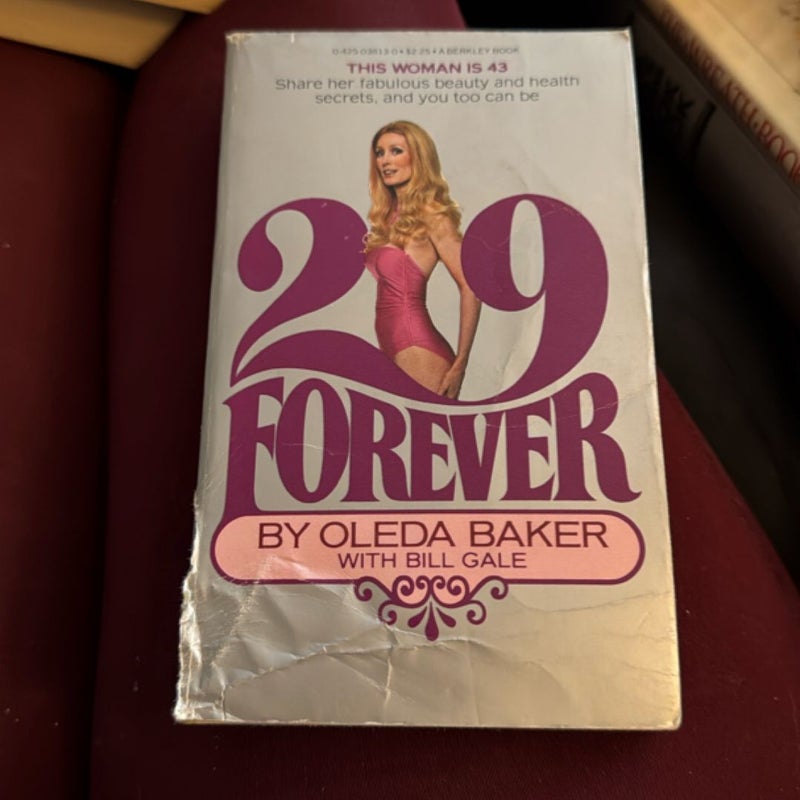 0-425-03813-0 • $2.25 • A BERKLEY BOOK
THIS WOMAN IS 43
Share her fabulous beauty and health
secrets, and you too can be
29
FOREVER
BY OLEDA BAKER
WITH BILL GALE